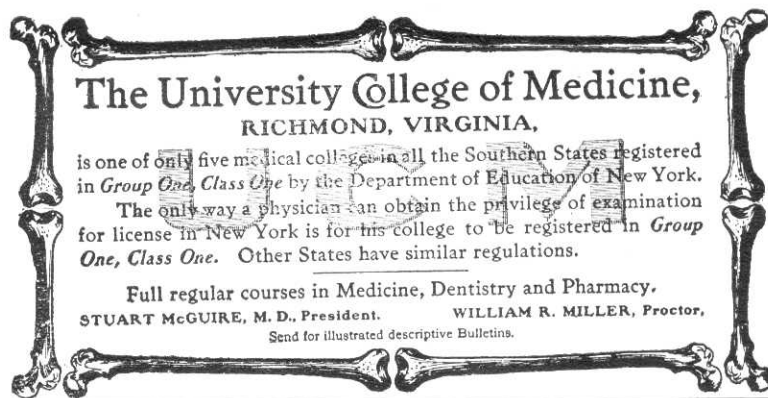 The University College of Medicine,
RICHMOND, VIRGINIA,
U C M
is one of only five medical colleges in all the Southern States registered
in Group One, Class One by the Department of Education of New York.
The only way a physician can obtain the privilege of examination
for license in New York is for his college to be registered in Group
One, Class One. Other States have similar regulations.
Full regular courses in Medicine, Dentistry and Pharmacy.
STUART McGUIRE, M. D., President. WILLIAM R. MILLER, Proctor,
Send for illustrated descriptive Bulletins.